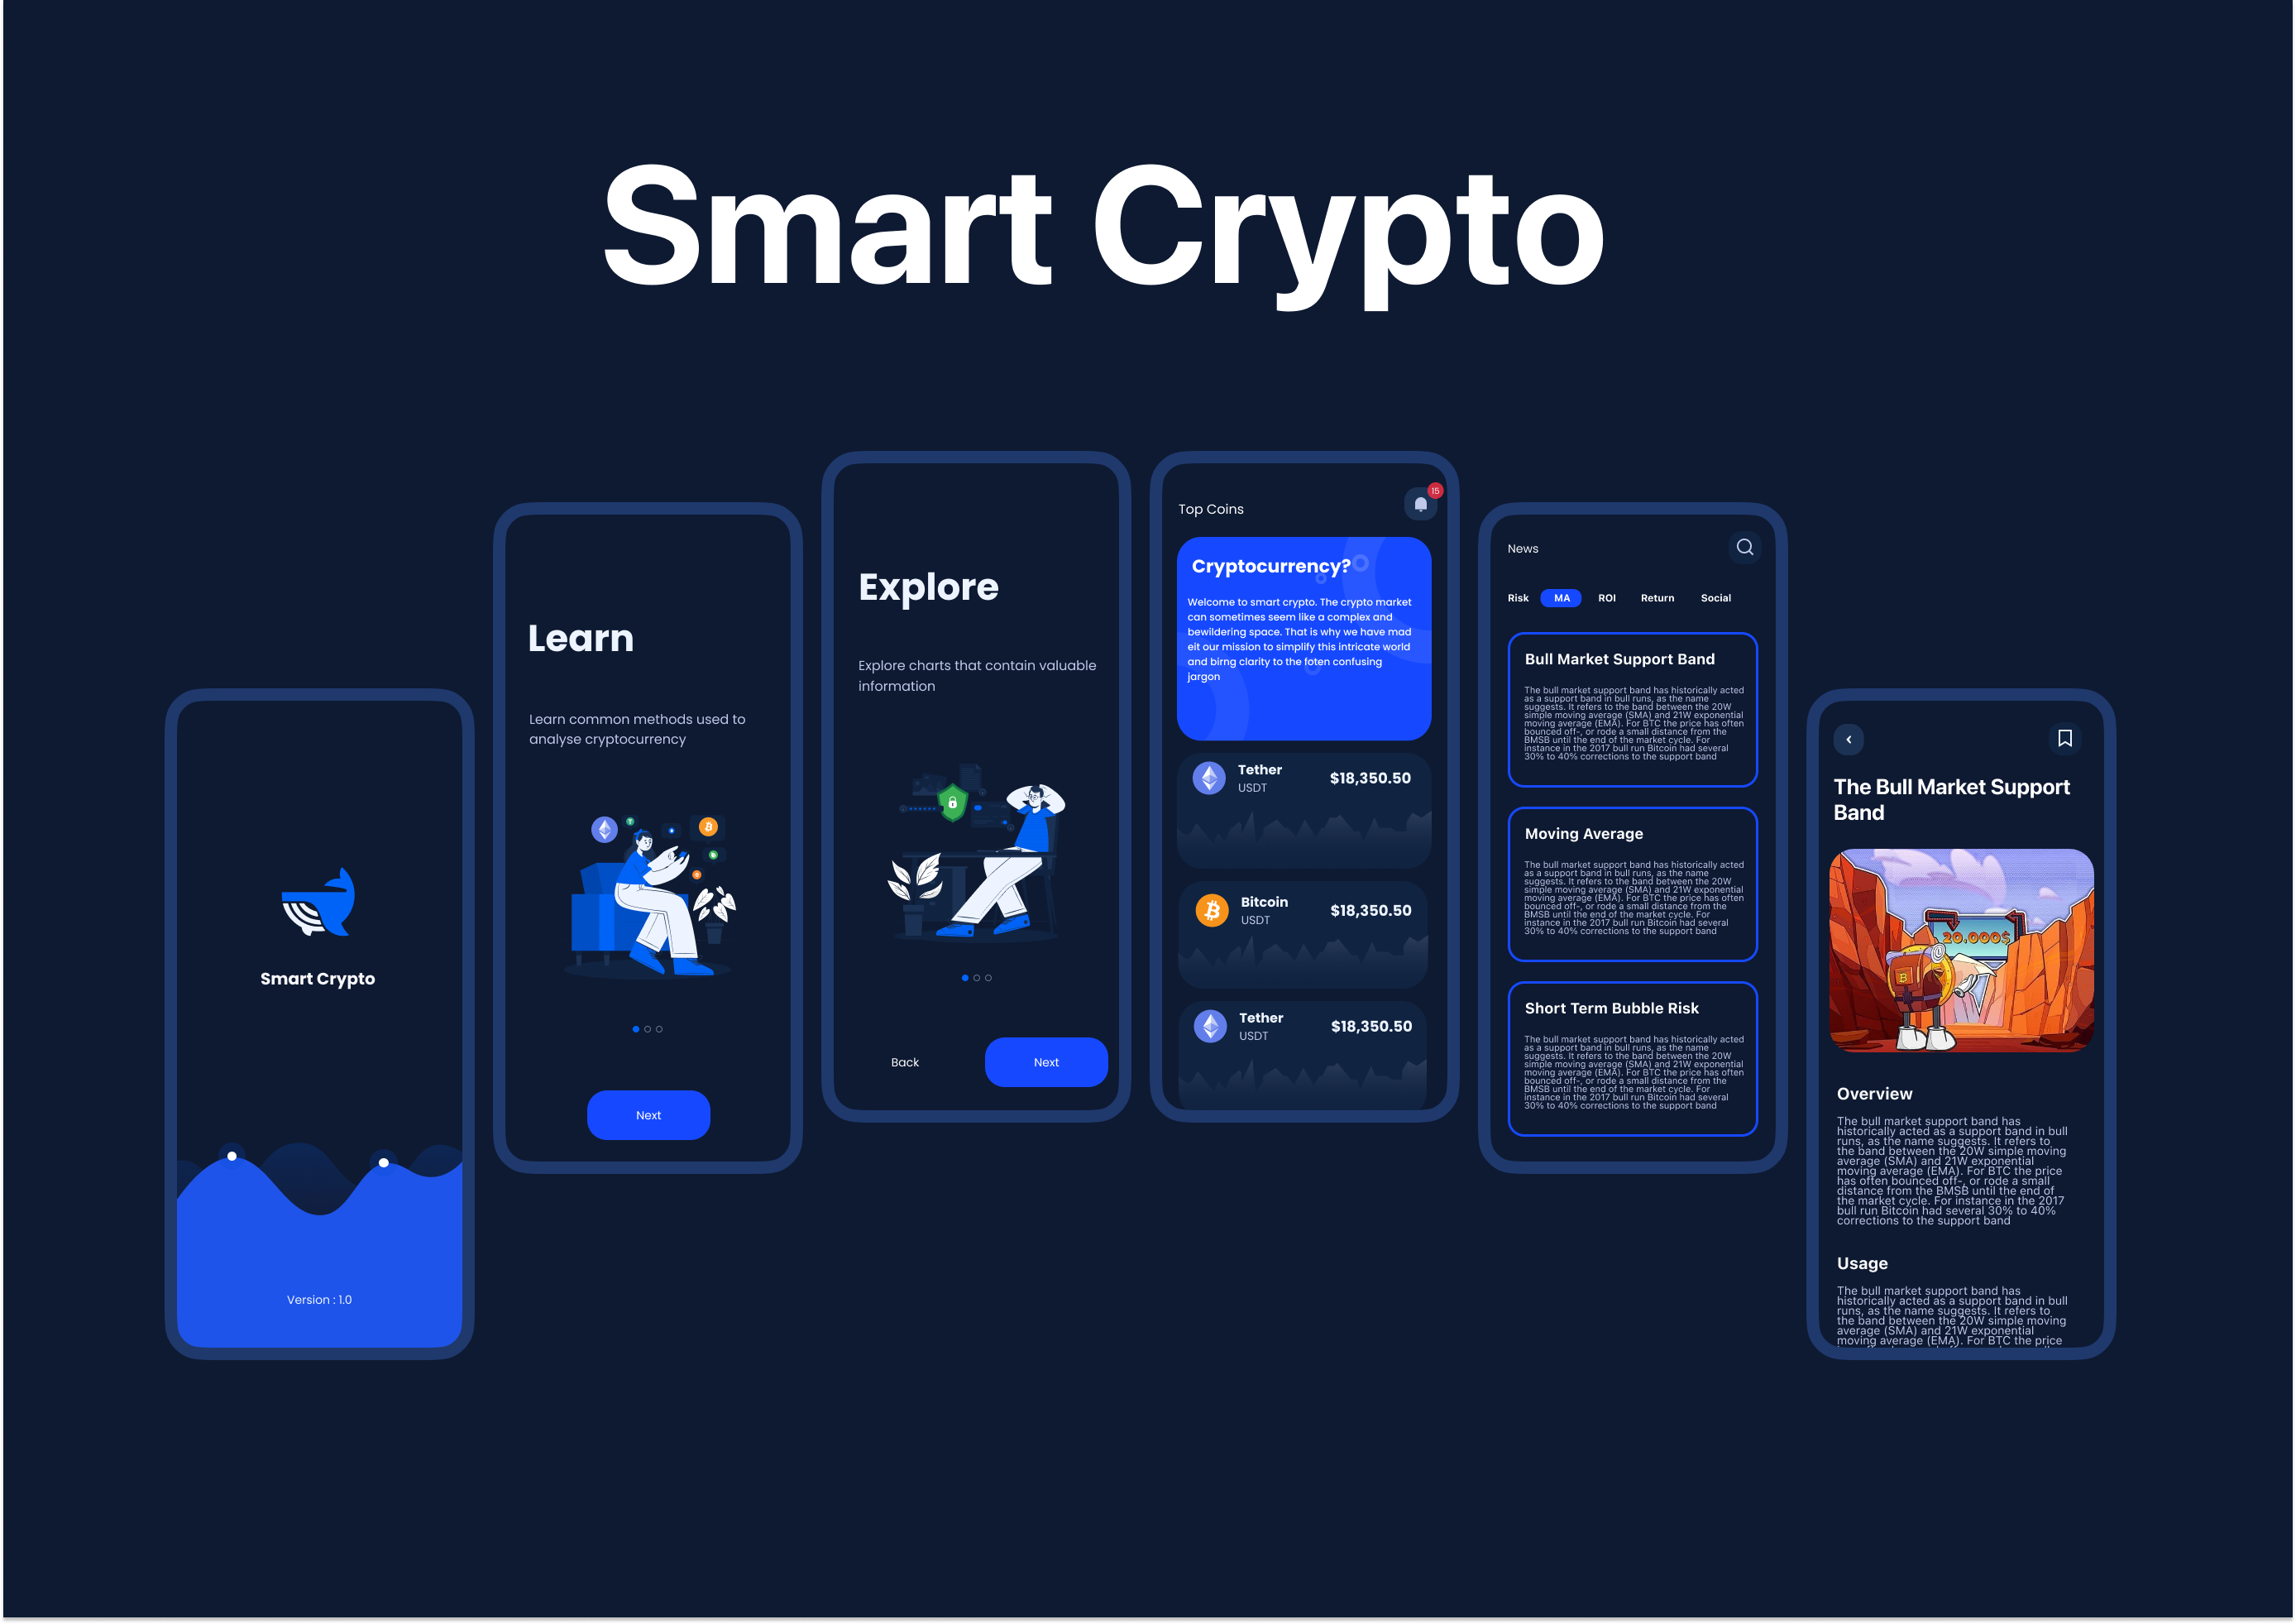 Smart Crypto
Smart Crypto
Version : 1.0
Learn
Learn common methods used to
analyse cryptocurrency
Next
Explore
Explore charts that contain valuable
information
Back
Next
Top Coins
15
Cryptocurrency?
Welcome to smart crypto. The crypto market
can sometimes seem like a complex and
bewildering space. That is why we have mad
eit our mission to simplify this intricate world
and birng clarity to the foten confusing
jargon
Tether
USDT
$18,350.50
Bitcoin
USDT
$18,350.50
Tether
USDT
$18,350.50
News
Risk MA ROI Return Social
Bull Market Support Band
The bull market support band has historically acted
as a support band in bull runs, as the name
suggests. It refers to the band between the 20W
simple moving average (SMA) and 21W exponential
moving average (EMA). For BTC the price has often
bounced off-, or rode a small distance from the
BMSB until the end of the market cycle. For
instance in the 2017 bull run Bitcoin had several
30% to 40% corrections to the support band
Moving Average
The bull market support band has historically acted
as a support band in bull runs, as the name
suggests. It refers to the band between the 20W
simple moving average (SMA) and 21W exponential
moving average (EMA). For BTC the price has often
bounced off-, or rode a small distance from the
BMSB until the end of the market cycle. For
instance in the 2017 bull run Bitcoin had several
30% to 40% corrections to the support band
Short Term Bubble Risk
The bull market support band has historically acted
as a support band in bull runs, as the name
suggests. It refers to the band between the 20W
simple moving average (SMA) and 21W exponential
moving average (EMA). For BTC the price has often
bounced off-, or rode a small distance from the
BMSB until the end of the market cycle. For
instance in the 2017 bull run Bitcoin had several
30% to 40% corrections to the support band
The Bull Market Support
Band
20.000$
Overview
The bull market support band has
historically acted as a support band in bull
runs, as the name suggests. It refers to
the band between the 20W simple moving
average (SMA) and 21W exponential
moving average (EMA). For BTC the price
has often bounced off-, or rode a small
distance from the BMSB until the end of
the market cycle. For instance in the 2017
bull run Bitcoin had several 30% to 40%
corrections to the support band
Usage
The bull market support band has
historically acted as a support band in bull
runs, as the name suggests. It refers to
the band between the 20W simple moving
average (SMA) and 21W exponential
moving average (EMA). For BTC the price